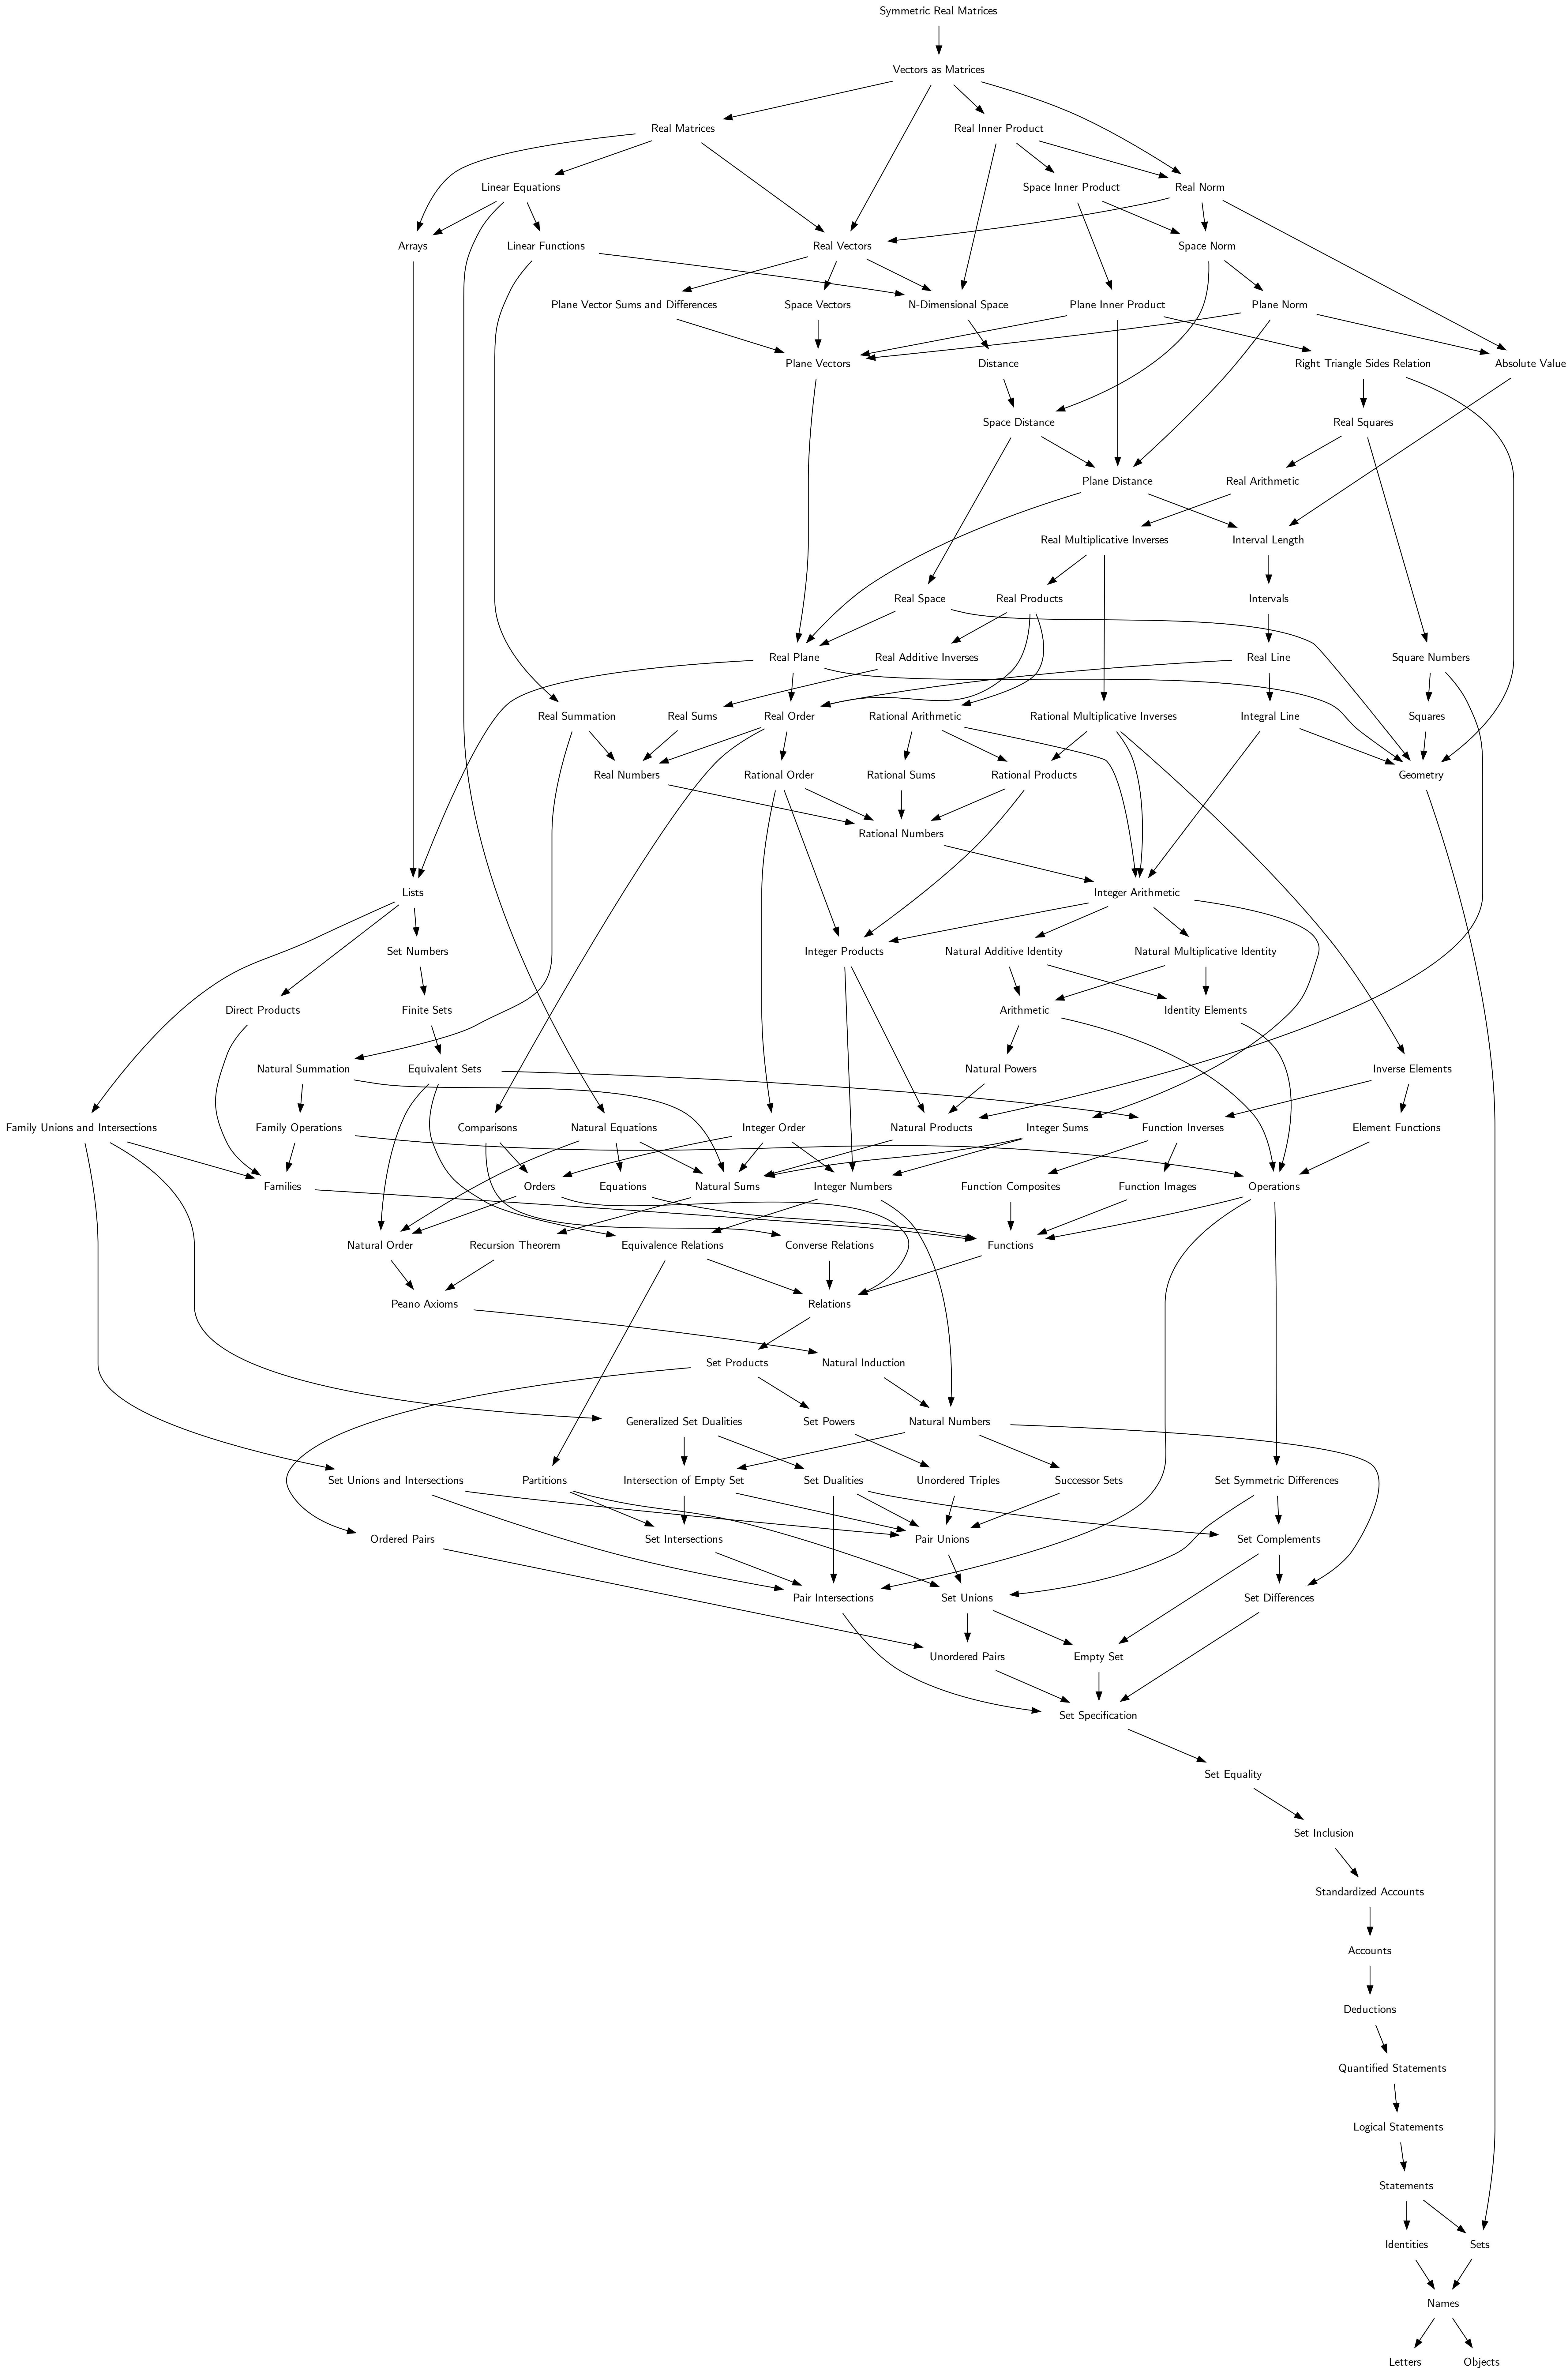 Symmetric Real Matrices
Vectors as Matrices
Real Matrices
Real Inner Product
Linear Equations
Space Inner Product
Real Norm
Arrays
Linear Functions
Real Vectors
Space Norm
Plane Vector Sums and Differences
Space Vectors
N-Dimensional Space
Plane Inner Product
Plane Norm
Plane Vectors
Distance
Right Triangle Sides Relation
Absolute Value
Space Distance
Real Squares
Plane Distance
Real Arithmetic
Real Multiplicative Inverses
Interval Length
Real Space
Real Products
Intervals
Real Plane
Real Additive Inverses
Real Line
Square Numbers
Real Summation
Real Sums
Real Order
Rational Arithmetic
Rational Multiplicative Inverses
Integral Line
Squares
Real Numbers
Rational Order
Rational Sums
Rational Products
Geometry
Rational Numbers
Lists
Integer Arithmetic
Set Numbers
Integer Products
Natural Additive Identity
Natural Multiplicative Identity
Direct Products
Finite Sets
Arithmetic
Identity Elements
Natural Summation
Equivalent Sets
Natural Powers
Inverse Elements
Family Unions and Intersections
Family Operations
Comparisons
Natural Equations
Integer Order
Natural Products
Integer Sums
Function Inverses
Element Functions
Families
Orders
Equations
Natural Sums
Integer Numbers
Function Composites
Function Images
Operations
Natural Order
Recursion Theorem
Equivalence Relations
Converse Relations
Functions
Peano Axioms
Relations
Set Products
Natural Induction
Generalized Set Dualities
Set Powers
Natural Numbers
Set Unions and Intersections
Partitions
Intersection of Empty Set
Set Dualities
Unordered Triples
Successor Sets
Set Symmetric Differences
Ordered Pairs
Set Intersections
Pair Unions
Set Complements
Pair Intersections
Set Unions
Set Differences
Unordered Pairs
Empty Set
Set Specification
Set Equality
Set Inclusion
Standardized Accounts
Accounts
Deductions
Quantified Statements
Logical Statements
Statements
Identities
Sets
Names
Letters
Objects